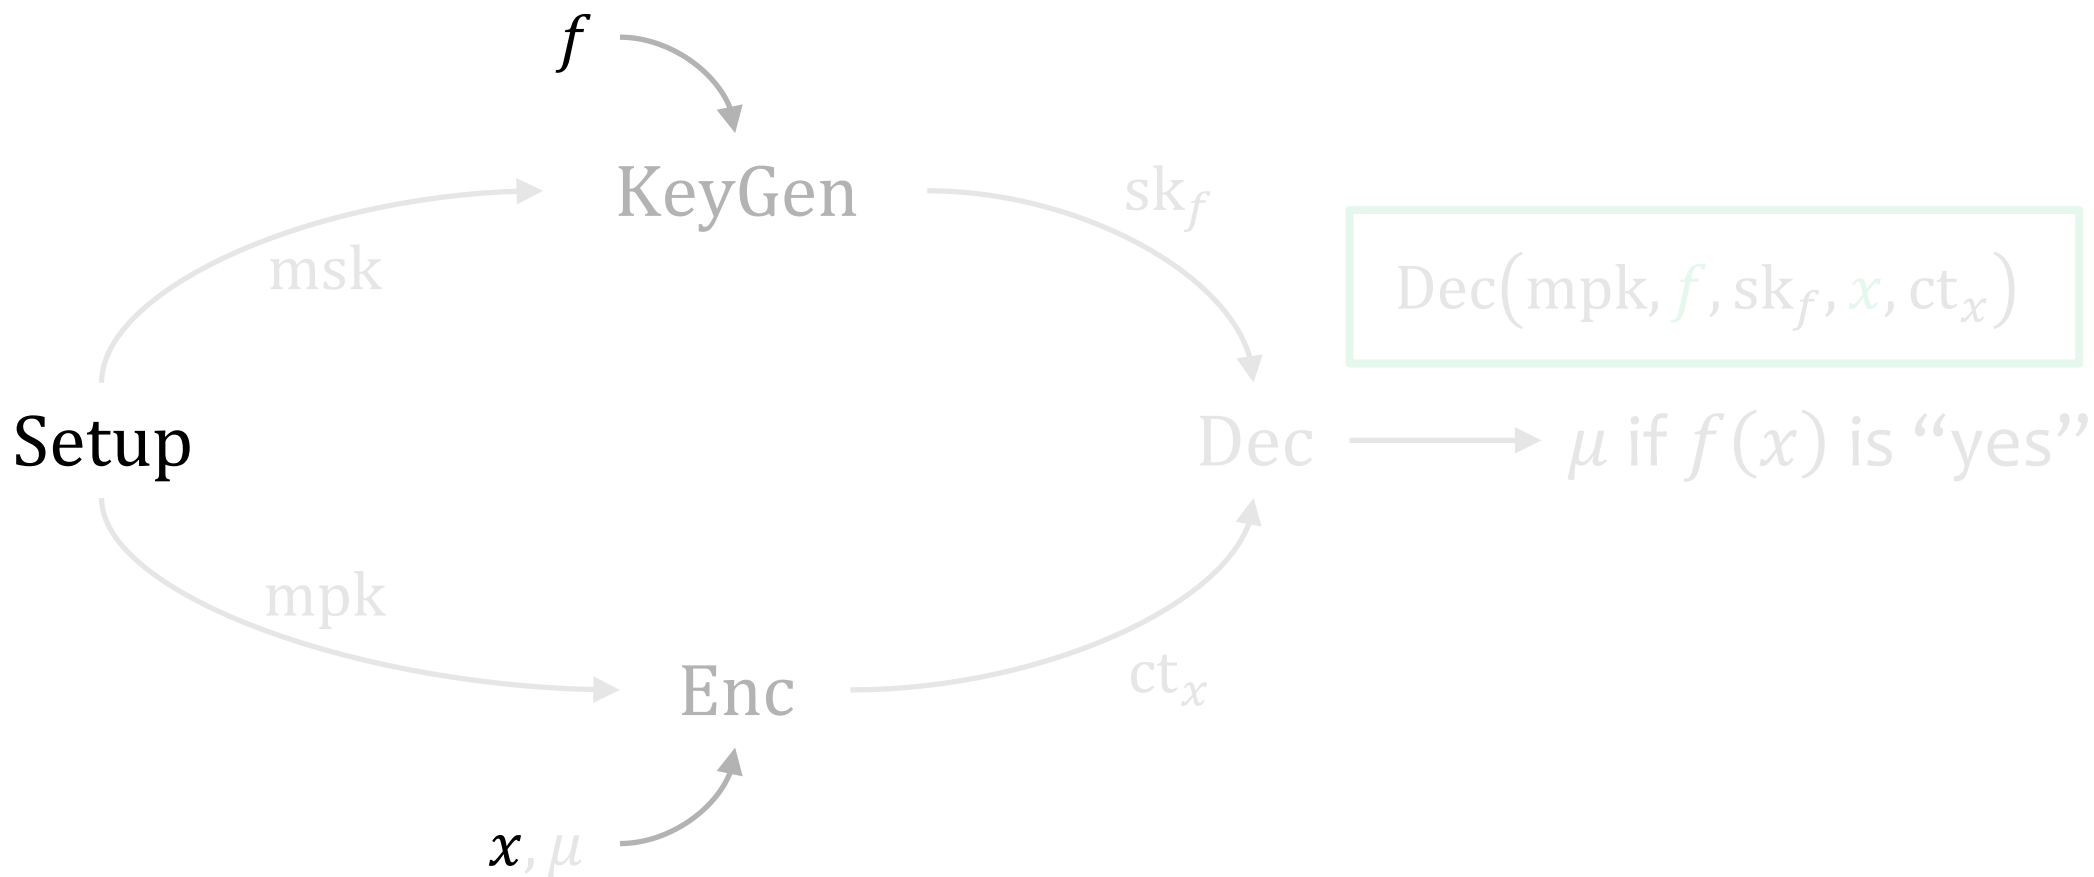 f
KeyGen
sk_f
msk
Dec(mpk, f, sk_f, x, ct_x)
Setup
Dec
μ if f(x) is “yes”
mpk
Enc
ct_x
x, μ